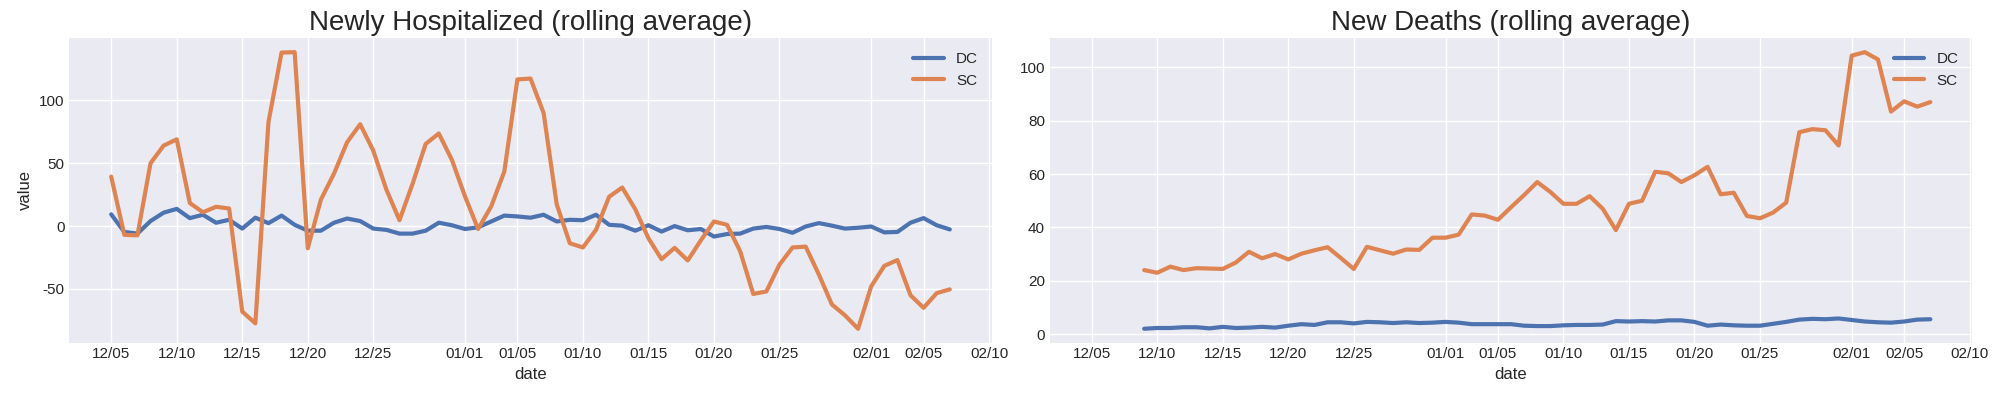 Newly Hospitalized (rolling average)
DC
SC
100
50
0
-50
value
12/05 12/10 12/15 12/20 12/25 01/01 01/05 01/10 01/15 01/20 01/25 02/01 02/05 02/10
date
New Deaths (rolling average)
DC
SC
100
80
60
40
20
0
12/05 12/10 12/15 12/20 12/25 01/01 01/05 01/10 01/15 01/20 01/25 02/01 02/05 02/10
date